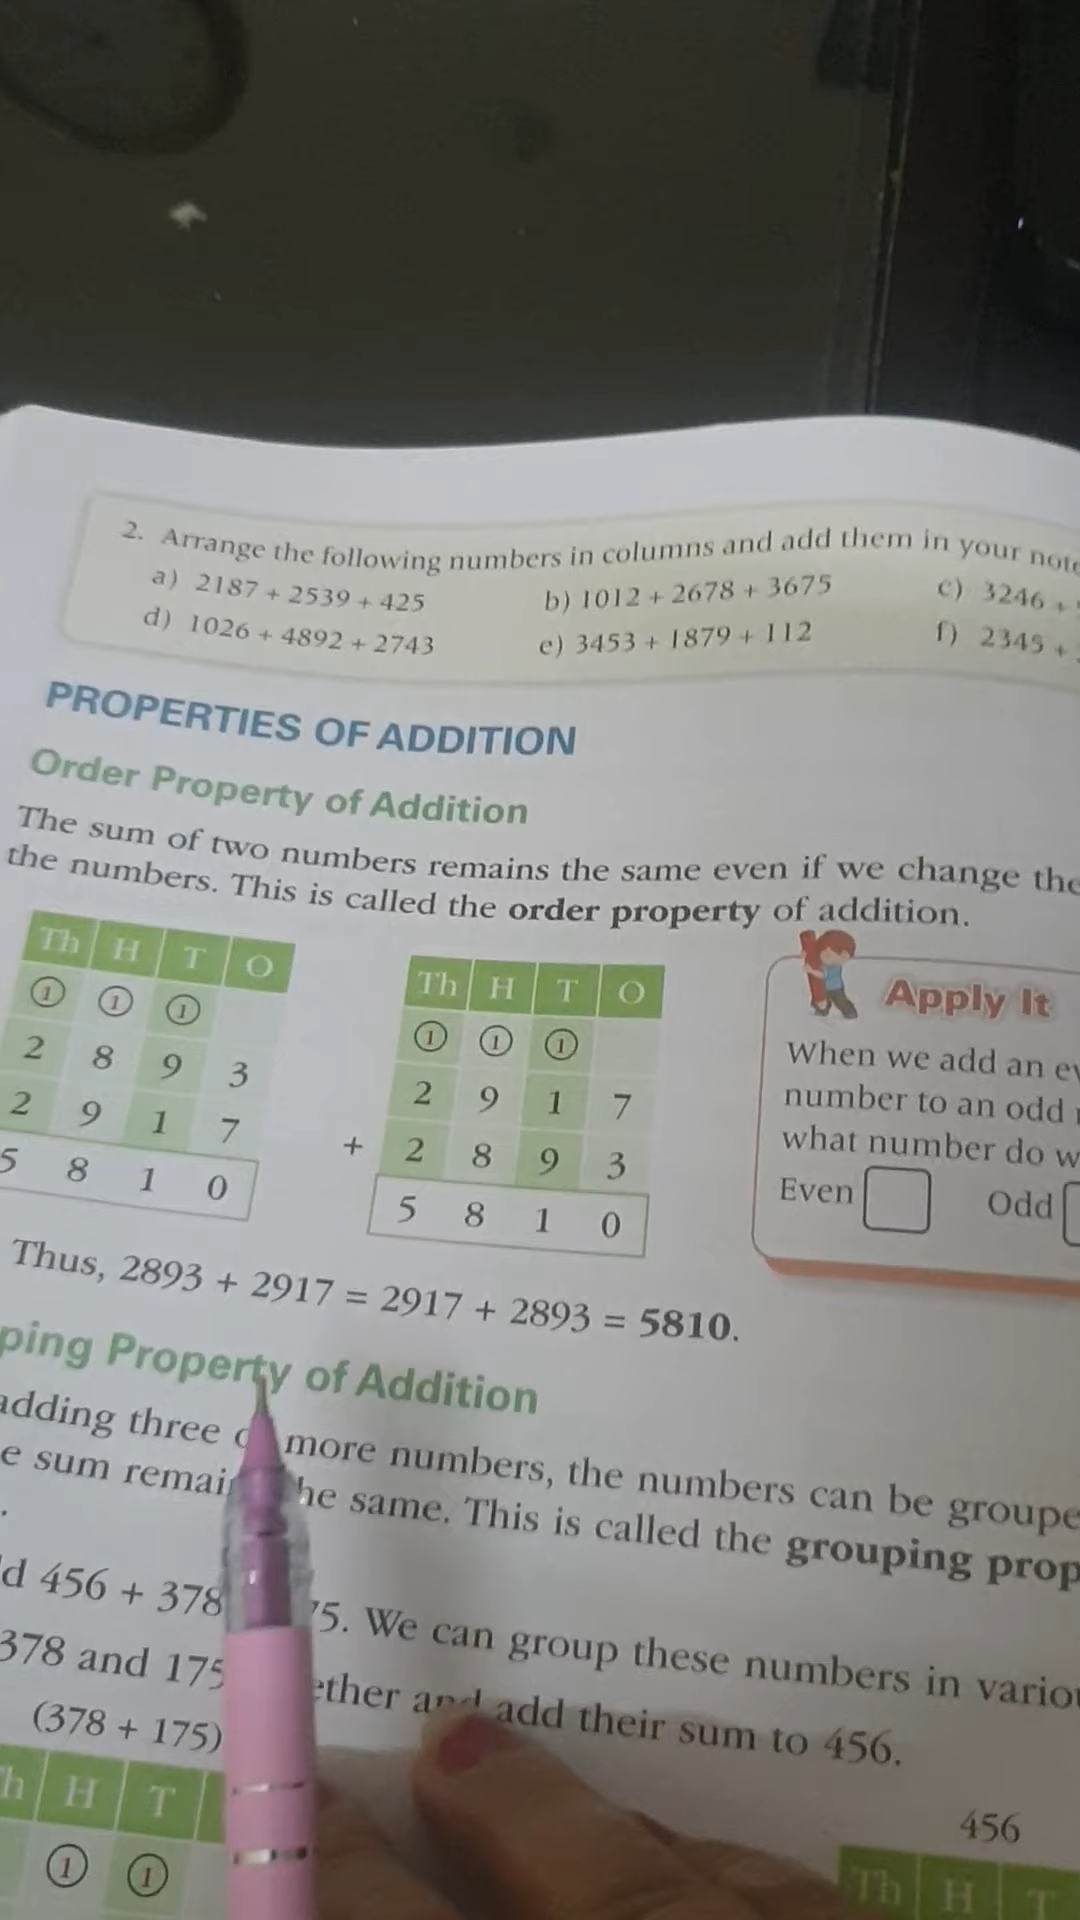 2. Arrange the following numbers in columns and add them in your
a) 2187 + 2539 + 425 b) 1012 + 2678 + 3675 c) 3246 +
d) 1026 + 4892 + 2743 e) 3453 + 1879 + 112 f) 2345 +
PROPERTIES OF ADDITION
Order Property of Addition
The sum of two numbers remains the same even if we change the
the numbers. This is called the order property of addition.
Th H T O
1 1 1
2 8 9 3
2 9 1 7
5 8 1 0
Th H T O
1 1 1
2 9 1 7
+ 2 8 9 3
5 8 1 0
Apply It
When we add an
number to an odd
what number do
Even Odd
Thus, 2893 + 2917 = 2917 + 2893 = 5810.
ping Property of Addition
adding three more numbers, the numbers can be groupe
e sum remai he same. This is called the grouping prop
d 456 + 378 75. We can group these numbers in vario
378 and 175 ether and add their sum to 456.
(378 + 175)
h H T
1 1
456
Th H T